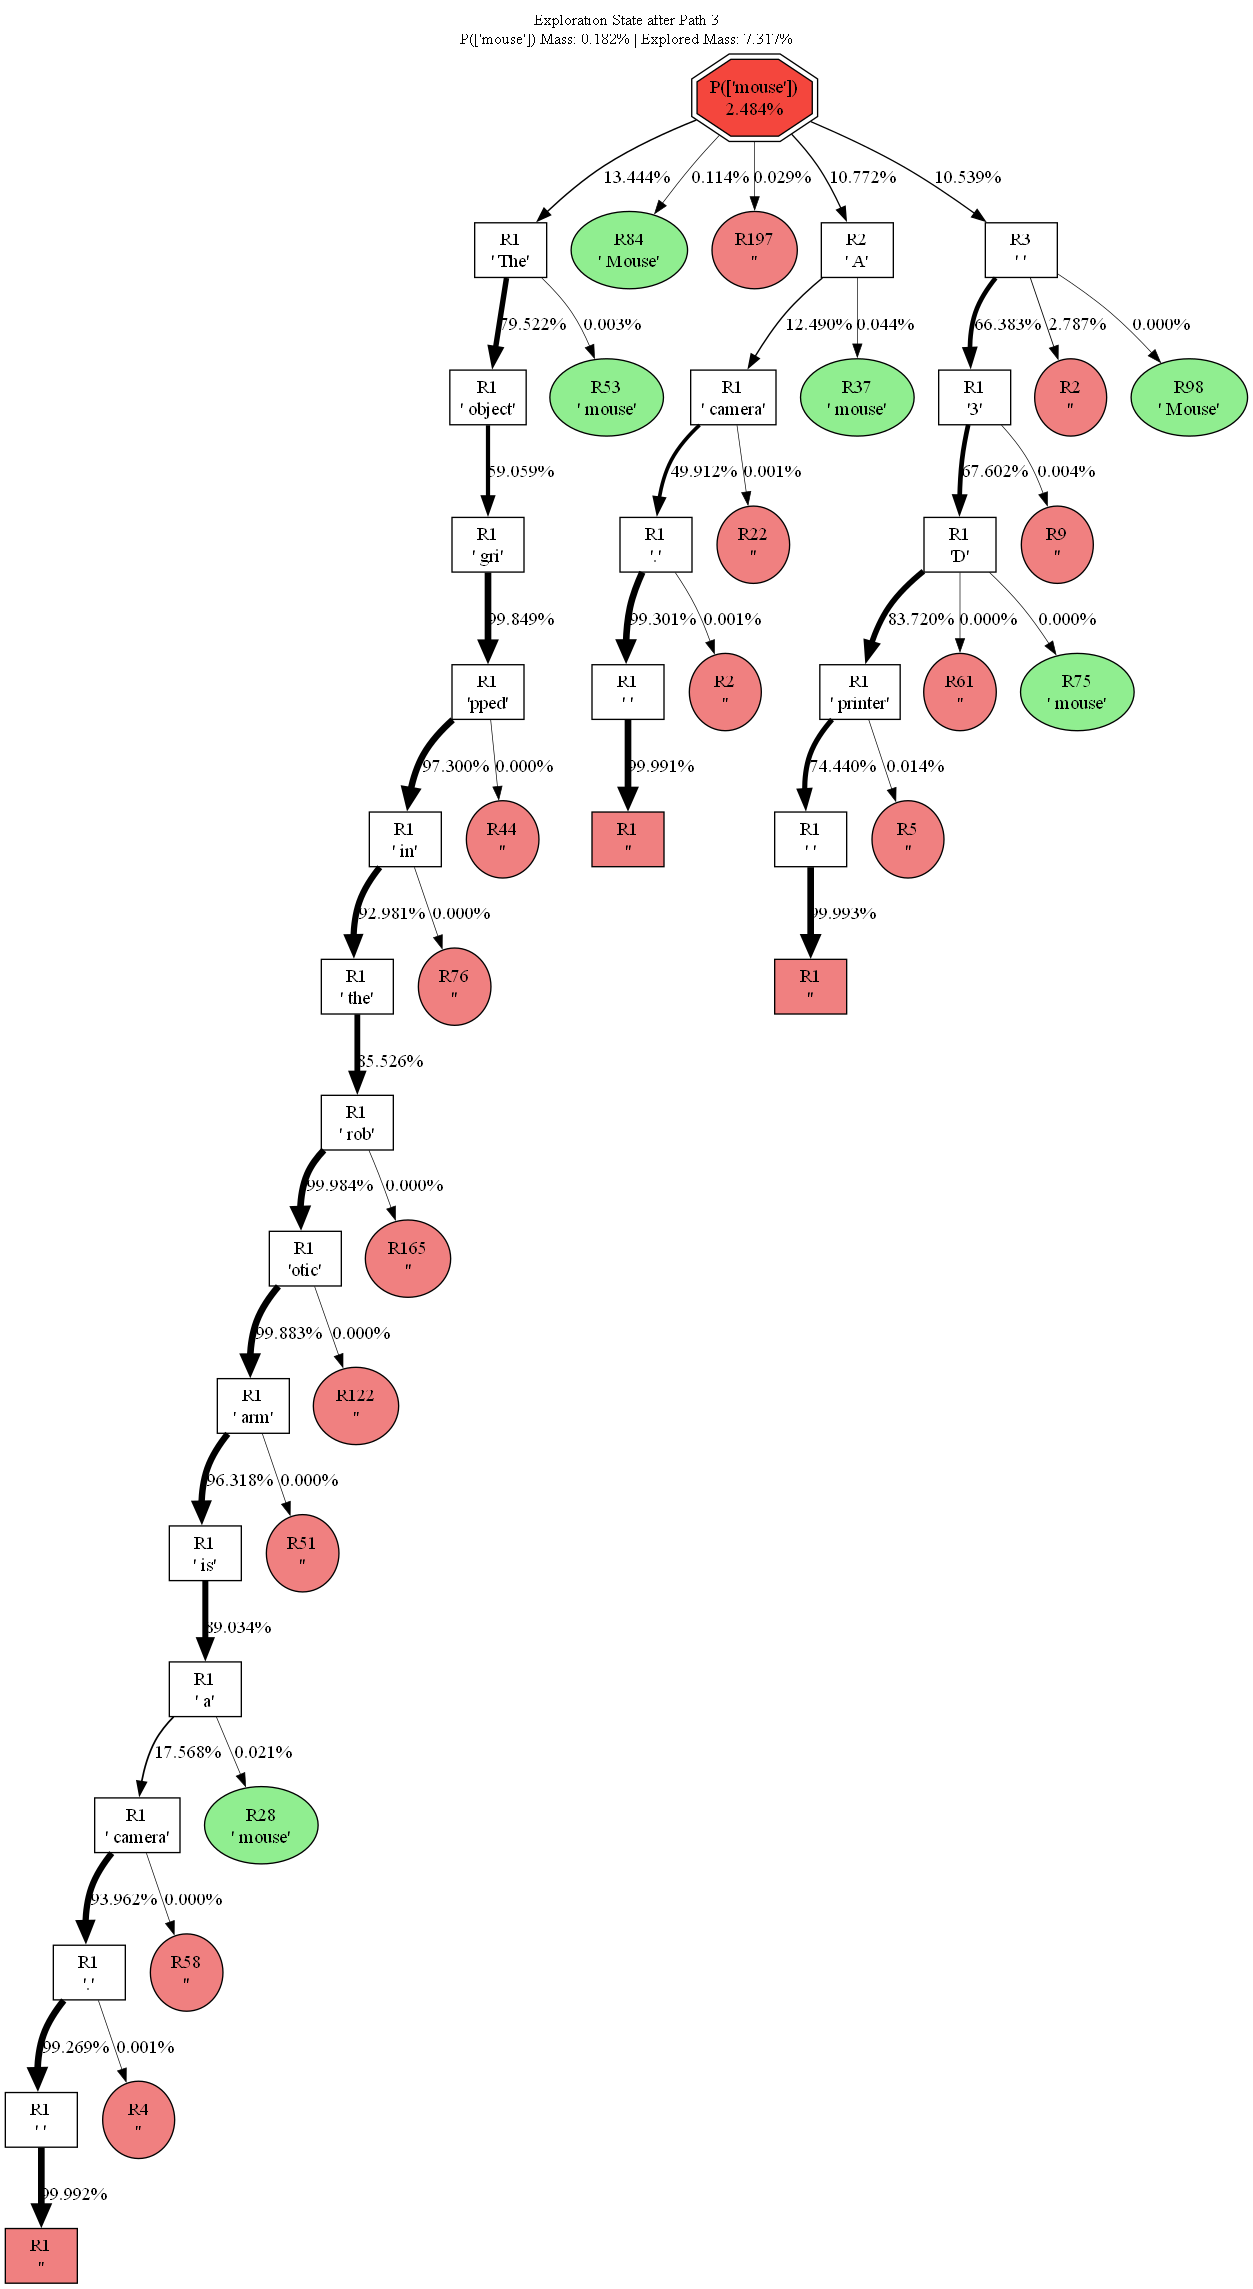 Exploration State after Path 3
P(['mouse']) Mass: 0.182% | Explored Mass: 7.317%
P(['mouse'])
2.484%
13.444%
0.114%
0.029%
10.772%
10.539%
R1
' The'
R84
' Mouse'
R197
''
R2
' A'
R3
' '
79.522%
0.003%
12.490%
0.044%
66.383%
2.787%
0.000%
R1
' object'
R53
' mouse'
R1
' camera'
R37
' mouse'
R1
'3'
R2
''
R98
' Mouse'
59.059%
49.912%
0.001%
67.602%
0.004%
R1
' gri'
R1
'.'
R22
''
R1
'D'
R9
''
99.849%
99.301%
0.001%
83.720%
0.000%
0.000%
R1
'pped'
R1
' '
R2
''
R1
' printer'
R61
''
R75
' mouse'
97.300%
0.000%
99.991%
74.440%
0.014%
R1
' in'
R44
''
R1
''
R1
' '
R5
''
92.981%
0.000%
99.993%
R1
' the'
R76
''
R1
''
85.526%
R1
' rob'
99.984%
0.000%
R1
'otic'
R165
''
99.883%
0.000%
R1
' arm'
R122
''
96.318%
0.000%
R1
' is'
R51
''
89.034%
R1
' a'
17.568%
0.021%
R1
' camera'
R28
' mouse'
93.962%
0.000%
R1
'.'
R58
''
99.269%
0.001%
R1
' '
R4
''
99.992%
R1
''